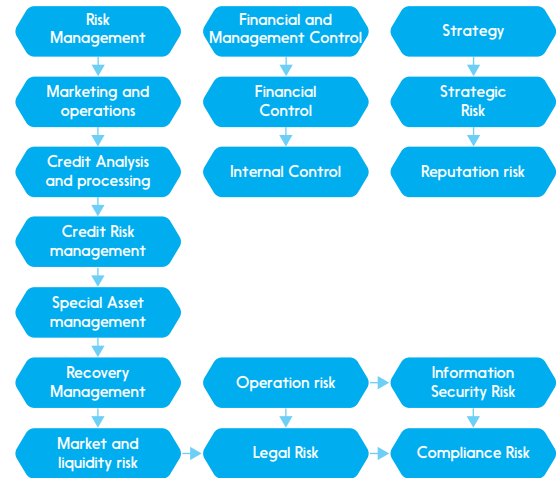 Risk
Management
Financial and
Management Control
Strategy
Marketing and
operations
Financial
Control
Strategic
Risk
Credit Analysis
and processing
Internal Control
Reputation risk
Credit Risk
management
Special Asset
management
Recovery
Management
Operation risk
Information
Security Risk
Market and
liquidity risk
Legal Risk
Compliance Risk